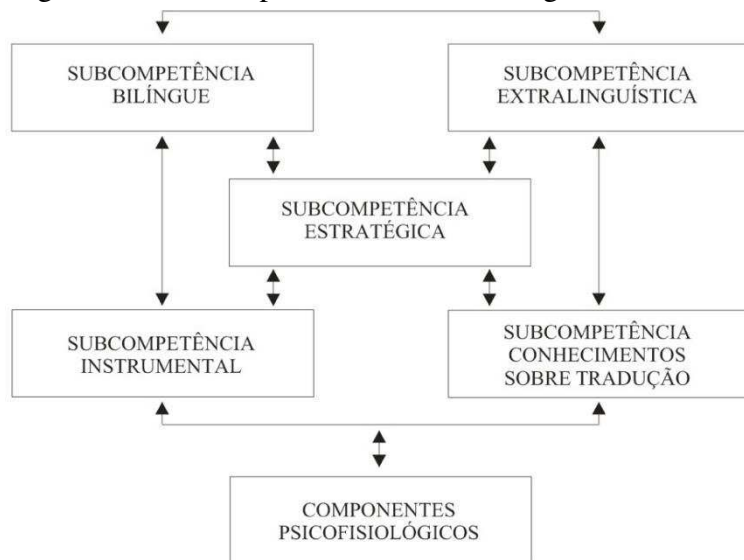 SUBCOMPETÊNCIA
BILÍNGUE
SUBCOMPETÊNCIA
EXTRALINGUÍSTICA
SUBCOMPETÊNCIA
ESTRATÉGICA
SUBCOMPETÊNCIA
INSTRUMENTAL
SUBCOMPETÊNCIA
CONHECIMENTOS
SOBRE TRADUÇÃO
COMPONENTES
PSICOFISIOLÓGICOS